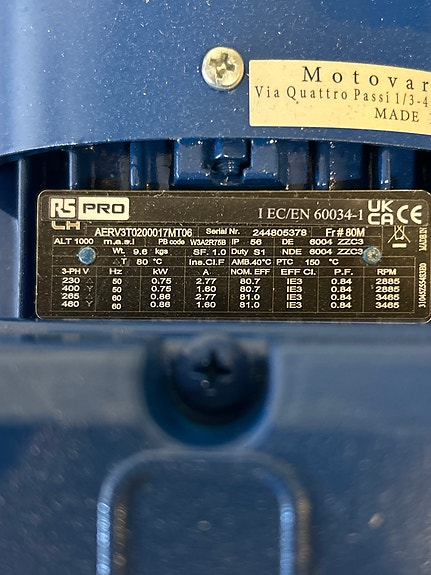 Motovar
Via Quattro Passi 1/3-4
MADE
RS PRO
IEC/EN 60034-1 UK CA CE
LH AERV3T0200017MT06 Serial Nr. 244805378 Fr# 80M
ALT 1000 m.a.s.l PB code W3A2R75B IP 56 DE 6004 ZZC3
Wt. 9.6 kgs SF. 1.0 Duty S1 NDE 6004 ZZC3
△T 80 °C Ins.Cl.F AMB.40°C PTC 150 °C
3-PH V Hz kW A NOM. EFF EFF Cl. P.F. RPM
230 △ 50 0.75 2.77 80.7 IE3 0.84 2885
400 Y 50 0.75 1.60 80.7 IE3 0.84 2885
265 △ 60 0.86 2.77 81.0 IE3 0.84 3465
460 Y 60 0.86 1.60 81.0 IE3 0.84 3465
MADE IN